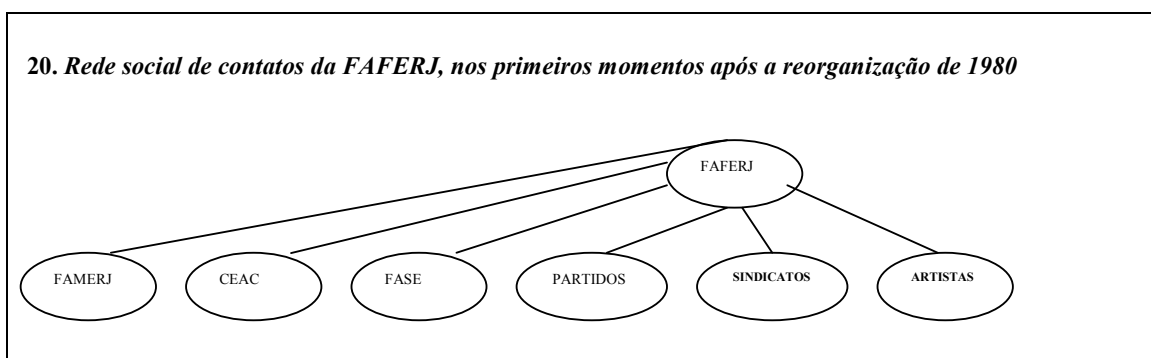 20. Rede social de contatos da FAFERJ, nos primeiros momentos após a reorganização de 1980
FAFERJ
FAMERJ
CEAC
FASE
PARTIDOS
SINDICATOS
ARTISTAS